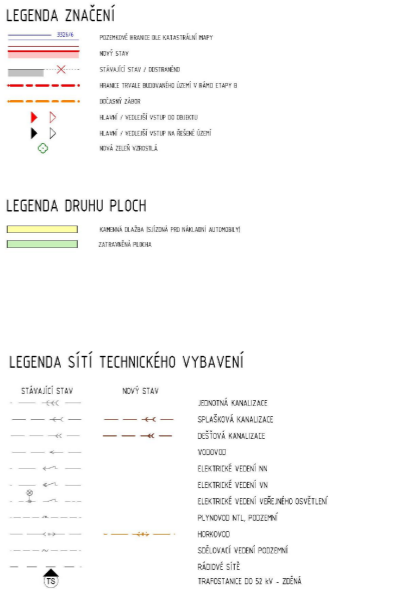 LEGENDA ZNAČENÍ
3326/6
POZEMKOVÉ HRANICE DLE KATASTRÁLNÍ MAPY
NOVÝ STAV
STÁVAJÍCÍ STAV / ODSTRANĚNO
HRANICE TRVALE BUDOVANÉHO ÚZEMÍ V RÁMCI ETAPY B
DOČASNÝ ZÁBOR
HLAVNÍ / VEDLEJŠÍ VSTUP DO OBJEKTU
HLAVNÍ / VEDLEJŠÍ VSTUP NA ŘEŠENÉ ÚZEMÍ
NOVÁ ZELEŇ VZROSTLÁ
LEGENDA DRUHU PLOCH
KAMENNÁ DLAŽBA (SJÍZDNÁ PRO NÁKLADNÍ AUTOMOBILY)
ZATRAVNĚNÁ PLOCHA
LEGENDA SÍTÍ TECHNICKÉHO VYBAVENÍ
STÁVAJÍCÍ STAV NOVÝ STAV
JEDNOTNÁ KANALIZACE
SPLAŠKOVÁ KANALIZACE
DEŠŤOVÁ KANALIZACE
VODOVOD
ELEKTRICKÉ VEDENÍ NN
ELEKTRICKÉ VEDENÍ VN
ELEKTRICKÉ VEDENÍ VEŘEJNÉHO OSVĚTLENÍ
PLYNOVOD NTL, PODZEMNÍ
HORKOVOD
SDĚLOVACÍ VEDENÍ PODZEMNÍ
RÁDIOVÉ SÍTĚ
TS TRAFOSTANICE DO 52 kV - ZDĚNÁ